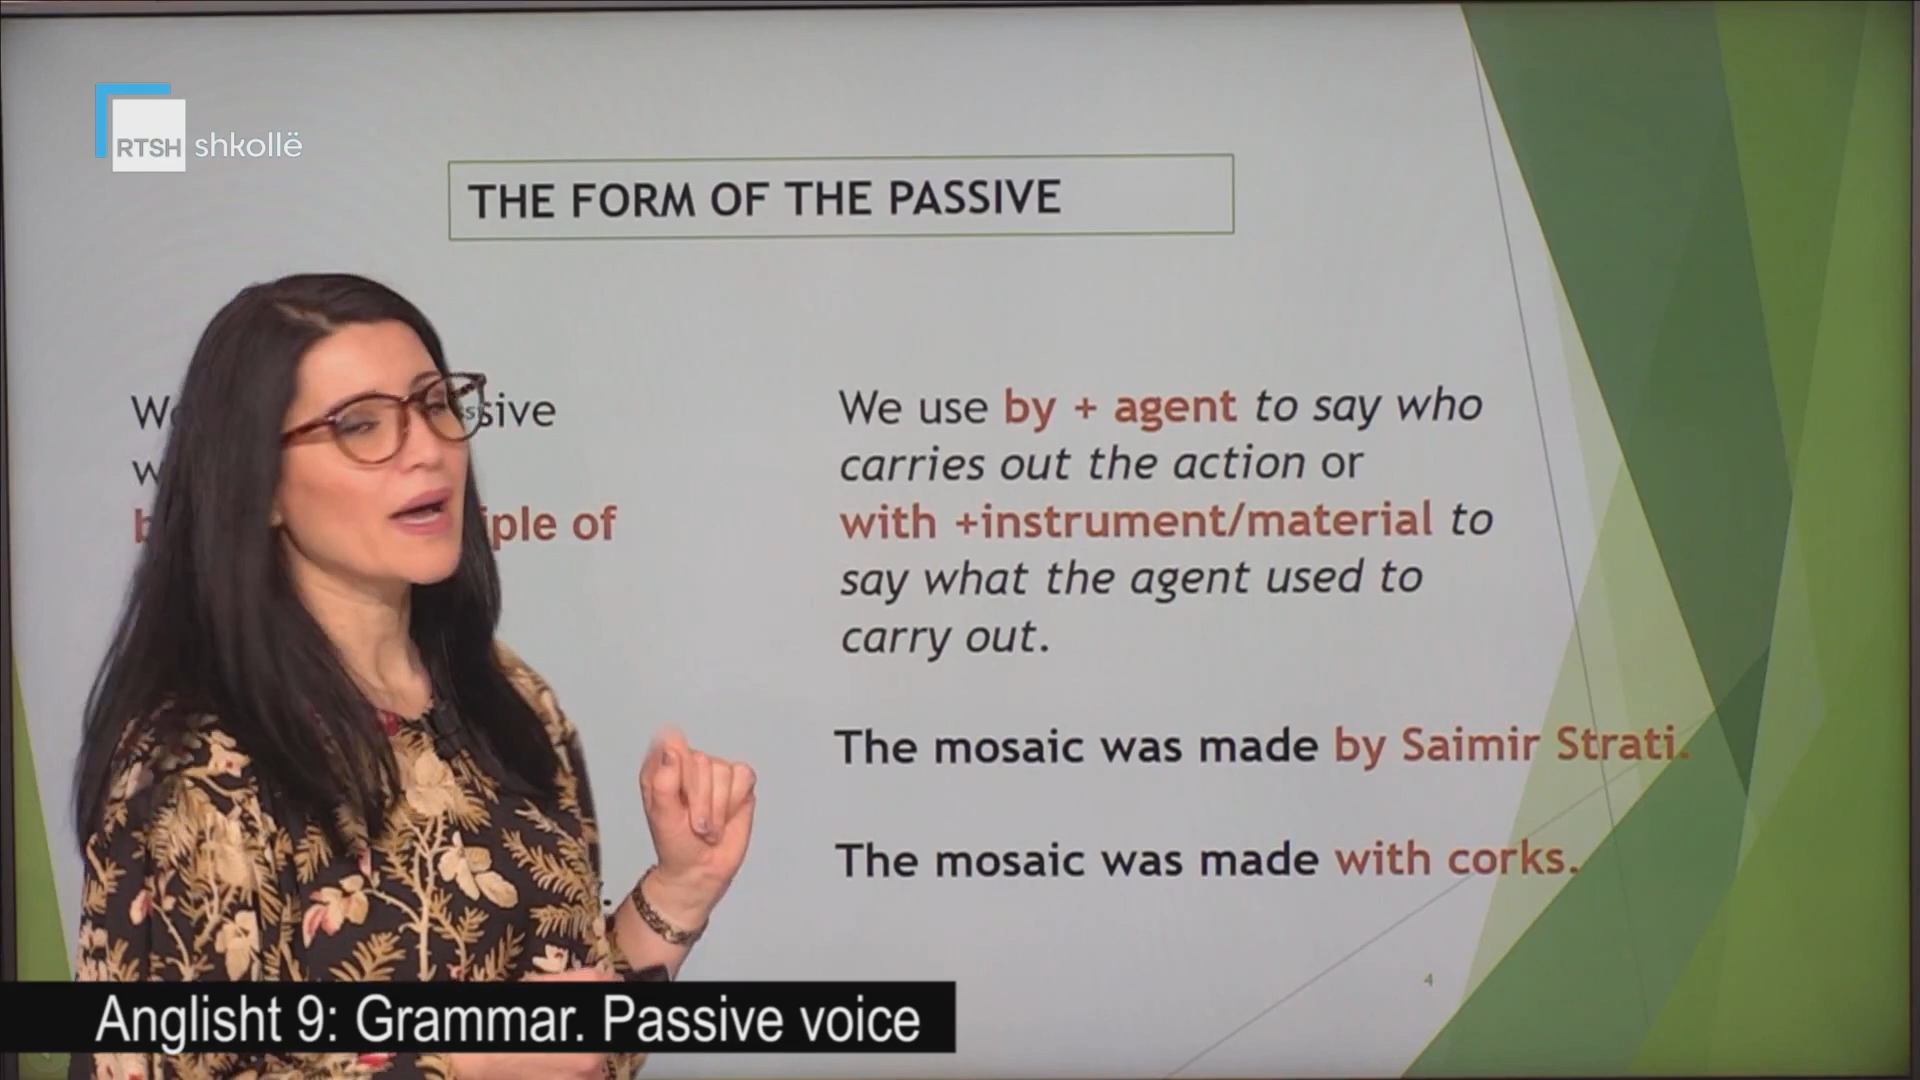 RTSH shkollë
THE FORM OF THE PASSIVE
iple of
We use by + agent to say who
carries out the action or
with +instrument/material to
say what the agent used to
carry out.
The mosaic was made by Saimir Strati.
The mosaic was made with corks.
4
Anglisht 9: Grammar. Passive voice